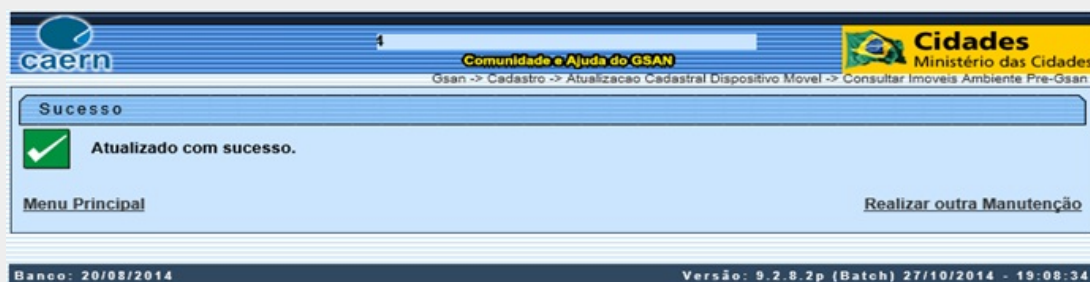 caern
4
Comunidade e Ajuda do GSAN
Cidades
Ministério das Cidades
Gsan -> Cadastro -> Atualizacao Cadastral Dispositivo Movel -> Consultar Imoveis Ambiente Pre-Gsan
Sucesso
Atualizado com sucesso.
Menu Principal
Realizar outra Manutenção
Banco: 20/08/2014
Versão: 9.2.8.2p (Batch) 27/10/2014 - 19:08:34